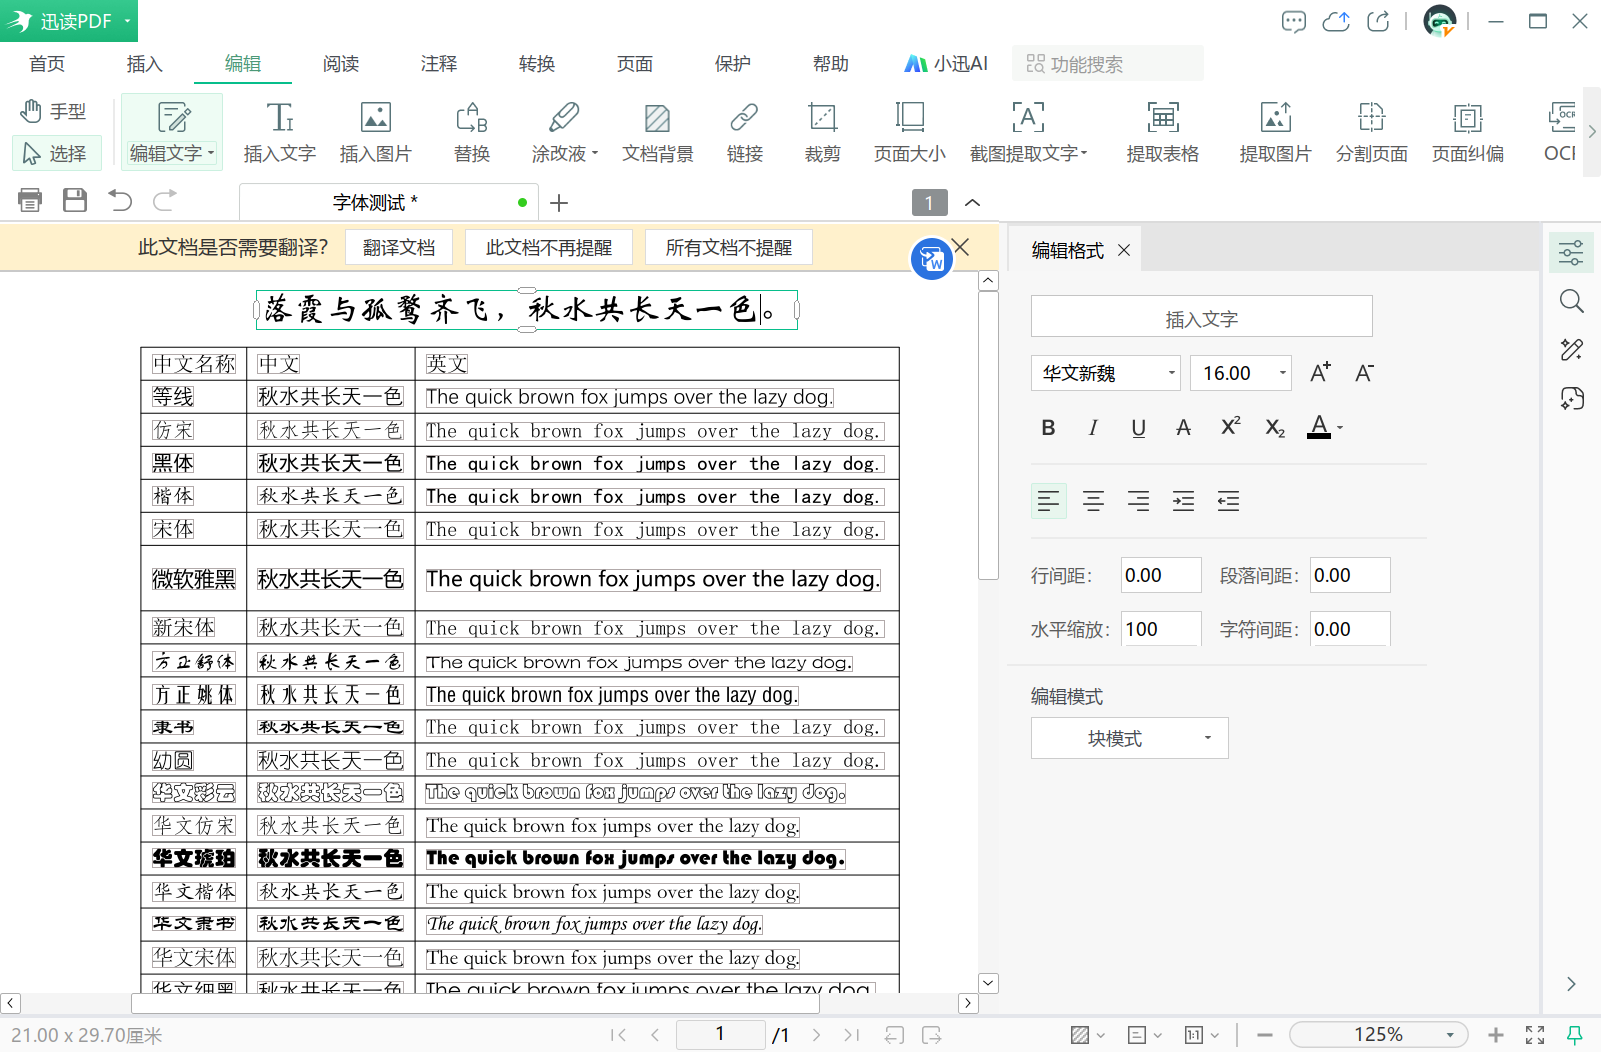 迅读PDF
首页 插入 编辑 阅读 注释 转换 页面 保护 帮助 小迅AI 功能搜索
手型
选择
编辑文字 插入文字 插入图片 替换 涂改液 文档背景 链接 裁剪 页面大小 截图提取文字 提取表格 提取图片 分割页面 页面纠偏 OCR
字体测试 * 1
此文档是否需要翻译? 翻译文档 此文档不再提醒 所有文档不提醒
落霞与孤鹜齐飞，秋水共长天一色。
中文名称 中文 英文
等线 秋水共长天一色 The quick brown fox jumps over the lazy dog.
仿宋 秋水共长天一色 The quick brown fox jumps over the lazy dog.
黑体 秋水共长天一色 The quick brown fox jumps over the lazy dog.
楷体 秋水共长天一色 The quick brown fox jumps over the lazy dog.
宋体 秋水共长天一色 The quick brown fox jumps over the lazy dog.
微软雅黑 秋水共长天一色 The quick brown fox jumps over the lazy dog.
新宋体 秋水共长天一色 The quick brown fox jumps over the lazy dog.
方正舒体 秋水共长天一色 The quick brown fox jumps over the lazy dog.
方正姚体 秋水共长天一色 The quick brown fox jumps over the lazy dog.
隶书 秋水共长天一色 The quick brown fox jumps over the lazy dog.
幼圆 秋水共长天一色 The quick brown fox jumps over the lazy dog.
华文彩云 秋水共长天一色 The quick brown fox jumps over the lazy dog.
华文仿宋 秋水共长天一色 The quick brown fox jumps over the lazy dog.
华文琥珀 秋水共长天一色 The quick brown fox jumps over the lazy dog.
华文楷体 秋水共长天一色 The quick brown fox jumps over the lazy dog.
华文隶书 秋水共长天一色 The quick brown fox jumps over the lazy dog.
华文宋体 秋水共长天一色 The quick brown fox jumps over the lazy dog.
华文细黑 秋水共长天一色 The quick brown fox jumps over the lazy dog.
编辑格式
插入文字
华文新魏 16.00 A+ A-
B I U A X² X₂ A
行间距: 0.00 段落间距: 0.00
水平缩放: 100 字符间距: 0.00
编辑模式
块模式
21.00 x 29.70厘米 1 /1 1:1 125%